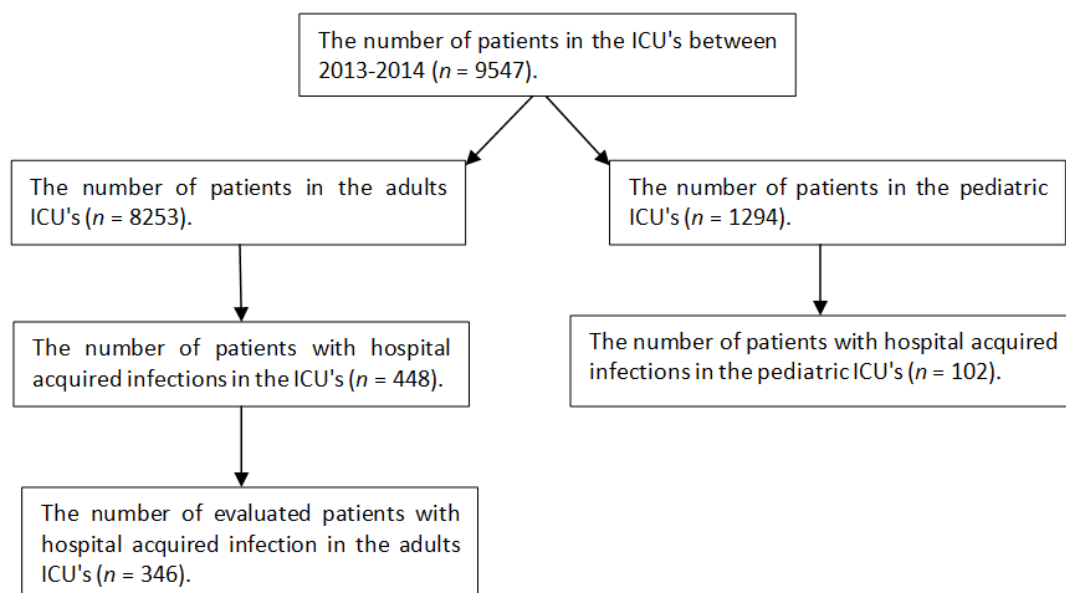 The number of patients in the ICU's between
2013-2014 (n = 9547).
The number of patients in the adults
ICU's (n = 8253).
The number of patients in the pediatric
ICU's (n = 1294).
The number of patients with hospital
acquired infections in the ICU's (n = 448).
The number of patients with hospital acquired
infections in the pediatric ICU's (n = 102).
The number of evaluated patients with
hospital acquired infection in the adults
ICU's (n = 346).